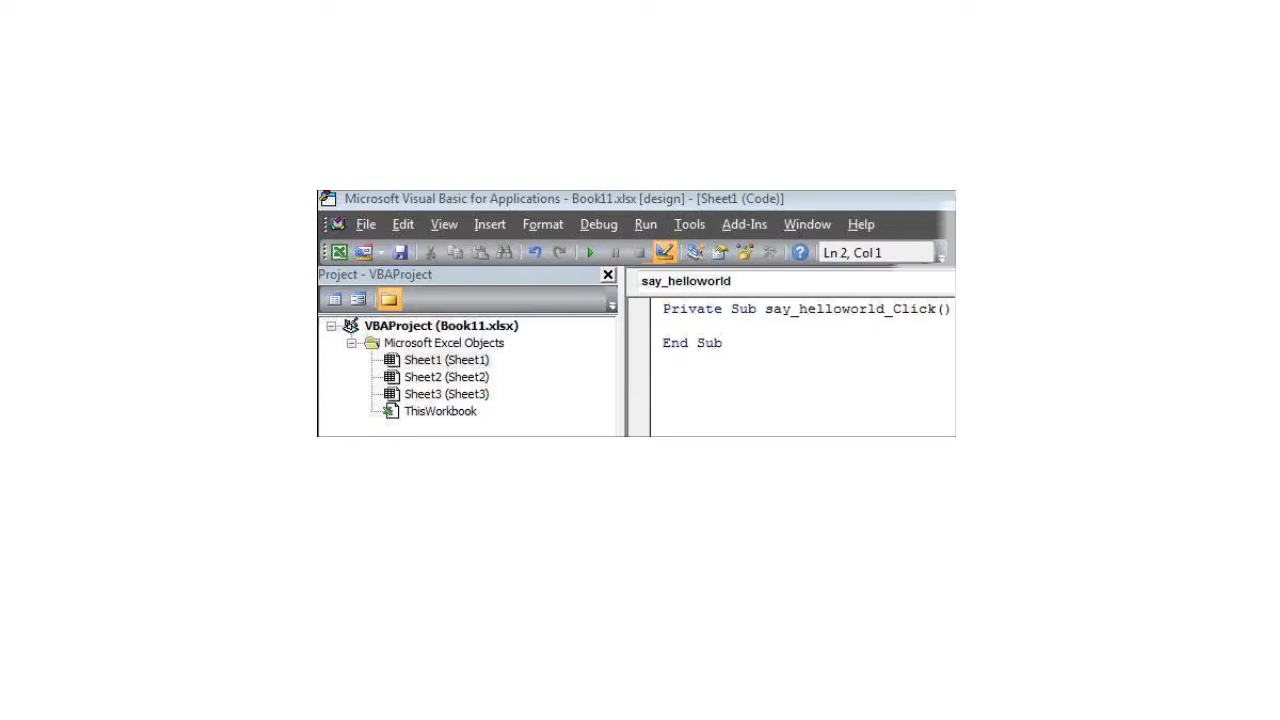 Microsoft Visual Basic for Applications - Book11.xlsx [design] - [Sheet1 (Code)]
File Edit View Insert Format Debug Run Tools Add-Ins Window Help
Ln 2, Col 1
Project - VBAProject
say_helloworld
VBAProject (Book11.xlsx)
Microsoft Excel Objects
Sheet1 (Sheet1)
Sheet2 (Sheet2)
Sheet3 (Sheet3)
ThisWorkbook
Private Sub say_helloworld_Click()
End Sub